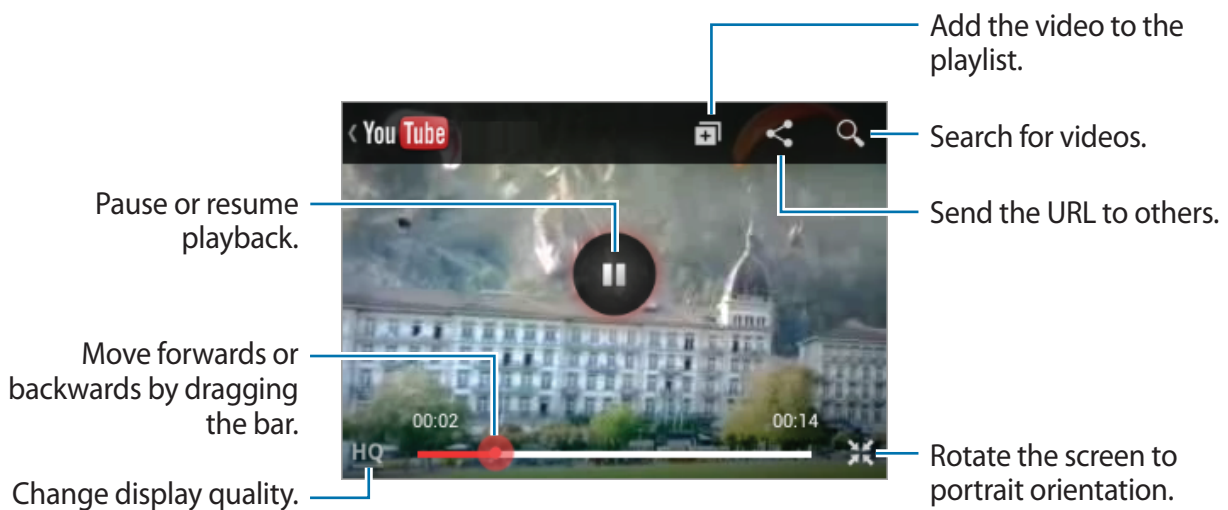 Add the video to the
playlist.
You Tube
Search for videos.
Send the URL to others.
Pause or resume
playback.
Move forwards or
backwards by dragging
the bar.
00:02
00:14
HQ
Rotate the screen to
portrait orientation.
Change display quality.